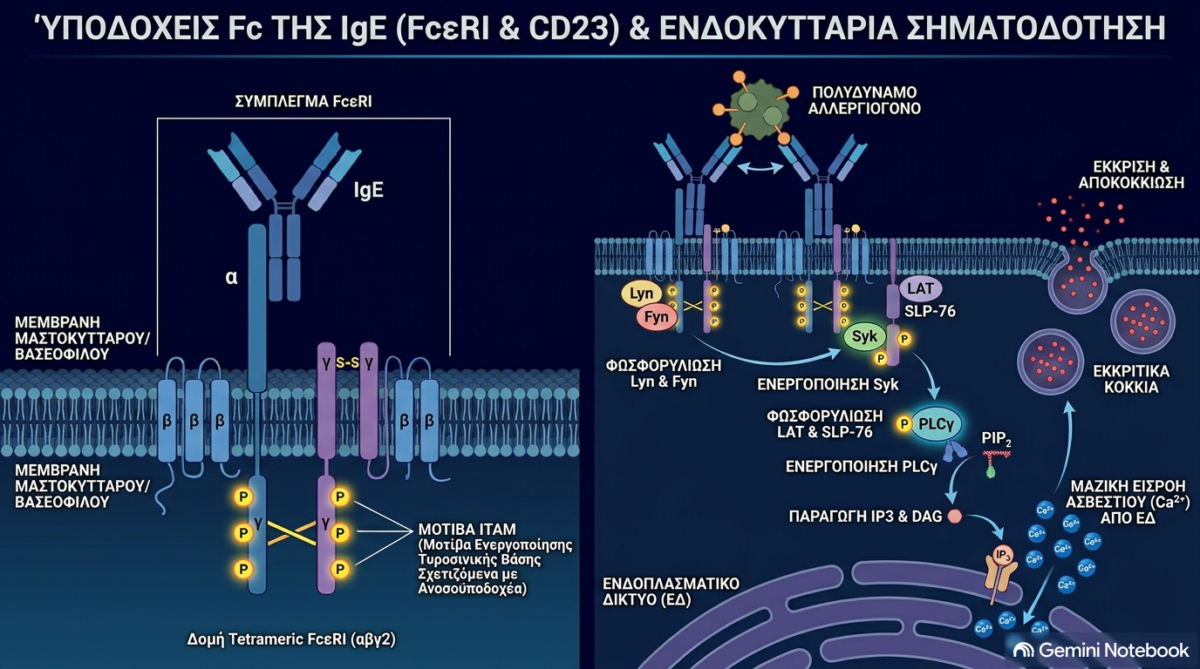 ‘ΥΠΟΔΟΧΕΙΣ Fc ΤΗΣ IgE (FcεRI & CD23) & ΕΝΔΟΚΥΤΤΑΡΙΑ ΣΗΜΑΤΟΔΟΤΗΣΗ
ΣΥΜΠΛΕΓΜΑ FcεRI
IgE
α
ΜΕΜΒΡΑΝΗ
ΜΑΣΤΟΚΥΤΤΑΡΟΥ/
ΒΑΣΕΟΦΙΛΟΥ
γ S-S γ
β β β β β
ΜΕΜΒΡΑΝΗ
ΜΑΣΤΟΚΥΤΤΑΡΟΥ/
ΒΑΣΕΟΦΙΛΟΥ
P P
P γ γ P
P P
ΜΟΤΙΒΑ ITAM
(Μοτίβα Ενεργοποίησης
Τυροσινικής Βάσης
Σχετιζόμενα με
Ανοσοϋποδοχέα)
Δομή Tetrameric FcεRI (αβγ2)
ΠΟΛΥΔΥΝΑΜΟ
ΑΛΛΕΡΓΙΟΓΟΝΟ
ΕΚΚΡΙΣΗ &
ΑΠΟΚΟΚΚΙΩΣΗ
Lyn
Fyn
LAT
SLP-76
Syk
P
P
ΦΩΣΦΟΡΥΛΙΩΣΗ
Lyn & Fyn
ΕΝΕΡΓΟΠΟΙΗΣΗ Syk
ΕΚΚΡΙΤΙΚΑ
ΚΟΚΚΙΑ
ΦΩΣΦΟΡΥΛΙΩΣΗ
LAT & SLP-76
P PLCγ
PIP2
ΕΝΕΡΓΟΠΟΙΗΣΗ PLCγ
ΜΑΖΙΚΗ ΕΙΣΡΟΗ
ΑΣΒΕΣΤΙΟΥ (Ca²⁺)
ΑΠΟ ΕΔ
ΠΑΡΑΓΩΓΗ IP3 & DAG
IP3
ΕΝΔΟΠΛΑΣΜΑΤΙΚΟ
ΔΙΚΤΥΟ (ΕΔ)
Gemini Notebook